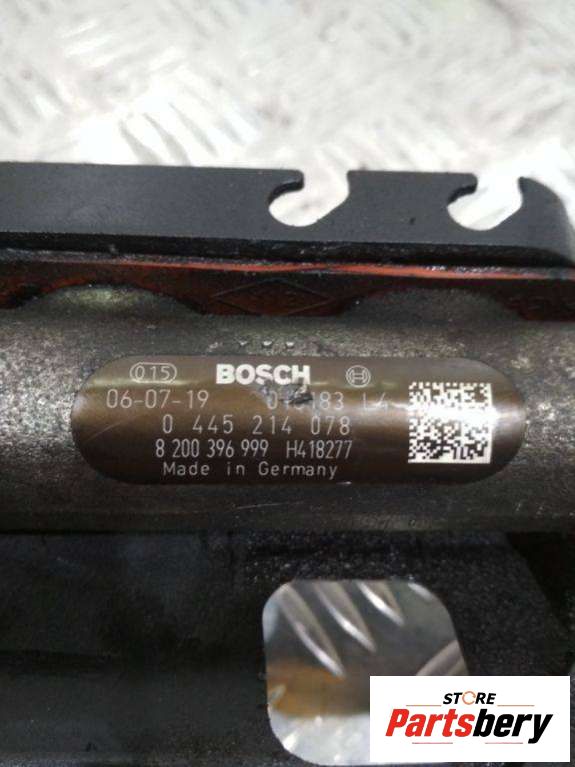 015 BOSCH
06-07-19 L4
0 445 214 078
8 200 396 999 H418277
Made in Germany
STORE
Partsbery